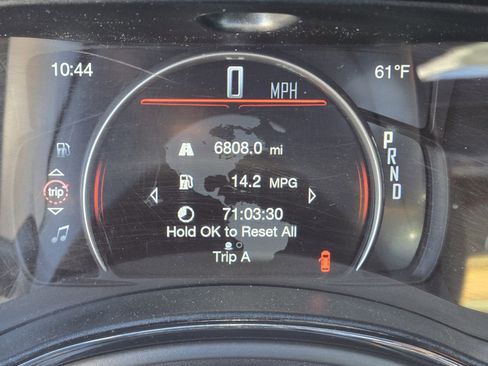 10:44
61°F
0 MPH
6808.0 mi
14.2 MPG
trip
71:03:30
Hold OK to Reset All
Trip A
P
R
N
D